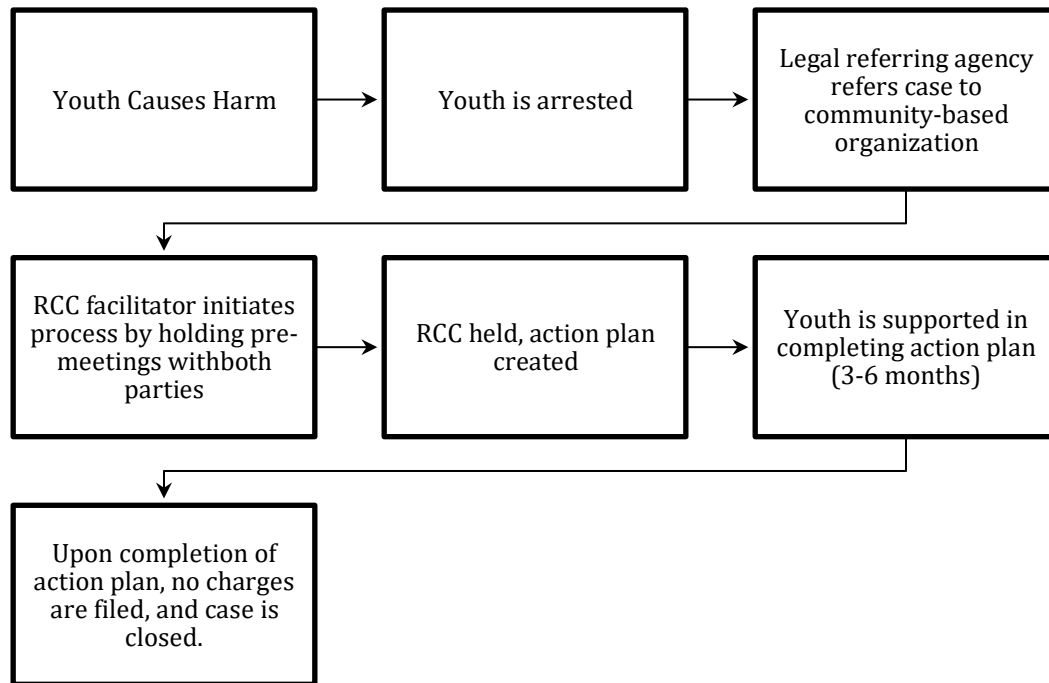 Youth Causes Harm
Youth is arrested
Legal referring agency
refers case to
community-based
organization
RCC facilitator initiates
process by holding pre-
meetings withboth
parties
RCC held, action plan
created
Youth is supported in
completing action plan
(3-6 months)
Upon completion of
action plan, no charges
are filed, and case is
closed.